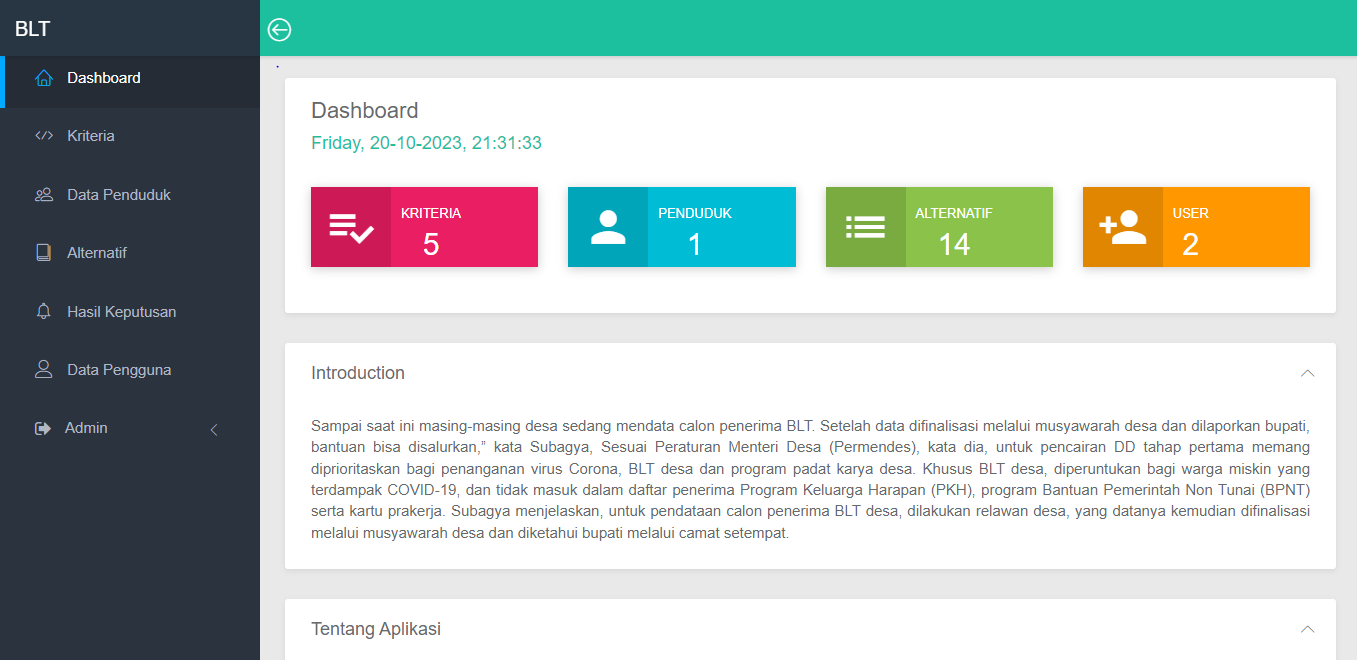 BLT
Dashboard
Kriteria
Data Penduduk
Alternatif
Hasil Keputusan
Data Pengguna
Admin
Dashboard
Friday, 20-10-2023, 21:31:33
KRITERIA
5
PENDUDUK
1
ALTERNATIF
14
USER
2
Introduction
Sampai saat ini masing-masing desa sedang mendata calon penerima BLT. Setelah data difinalisasi melalui musyawarah desa dan dilaporkan bupati,
bantuan bisa disalurkan,” kata Subagya, Sesuai Peraturan Menteri Desa (Permendes), kata dia, untuk pencairan DD tahap pertama memang
diprioritaskan bagi penanganan virus Corona, BLT desa dan program padat karya desa. Khusus BLT desa, diperuntukan bagi warga miskin yang
terdampak COVID-19, dan tidak masuk dalam daftar penerima Program Keluarga Harapan (PKH), program Bantuan Pemerintah Non Tunai (BPNT)
serta kartu prakerja. Subagya menjelaskan, untuk pendataan calon penerima BLT desa, dilakukan relawan desa, yang datanya kemudian difinalisasi
melalui musyawarah desa dan diketahui bupati melalui camat setempat.
Tentang Aplikasi